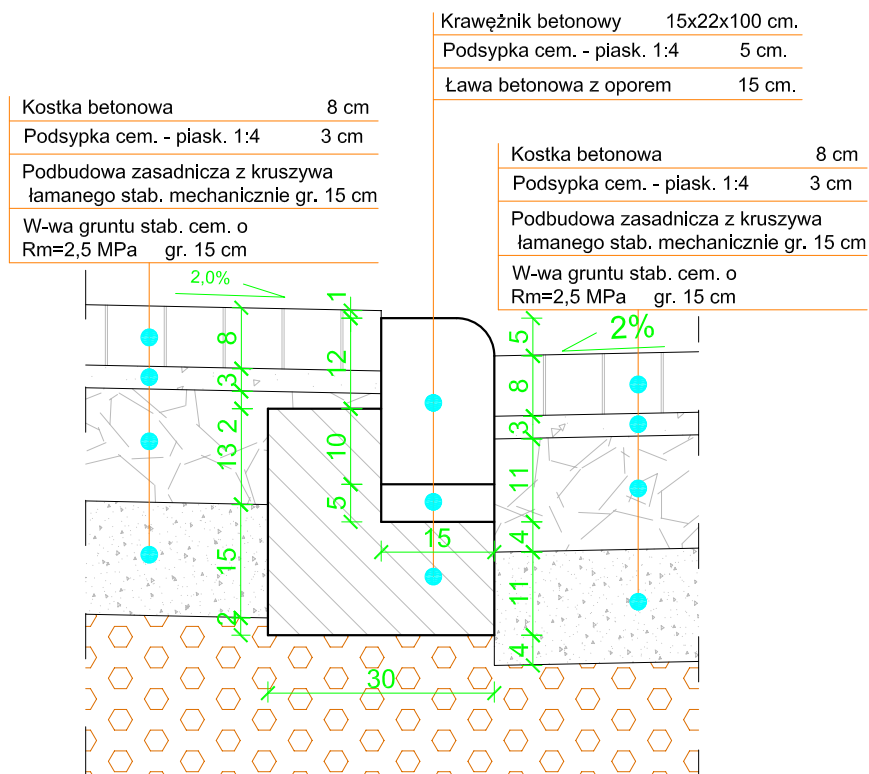 Krawężnik betonowy 15x22x100 cm.
Podsypka cem. - piask. 1:4 5 cm.
Ława betonowa z oporem 15 cm.
Kostka betonowa 8 cm
Podsypka cem. - piask. 1:4 3 cm
Podbudowa zasadnicza z kruszywa
łamanego stab. mechanicznie gr. 15 cm
W-wa gruntu stab. cem. o
Rm=2,5 MPa gr. 15 cm
Kostka betonowa 8 cm
Podsypka cem. - piask. 1:4 3 cm
Podbudowa zasadnicza z kruszywa
łamanego stab. mechanicznie gr. 15 cm
W-wa gruntu stab. cem. o
Rm=2,5 MPa gr. 15 cm
2,0%
2%
8
3
2
13
15
2
1
12
10
5
15
30
5
8
3
11
4
11
4